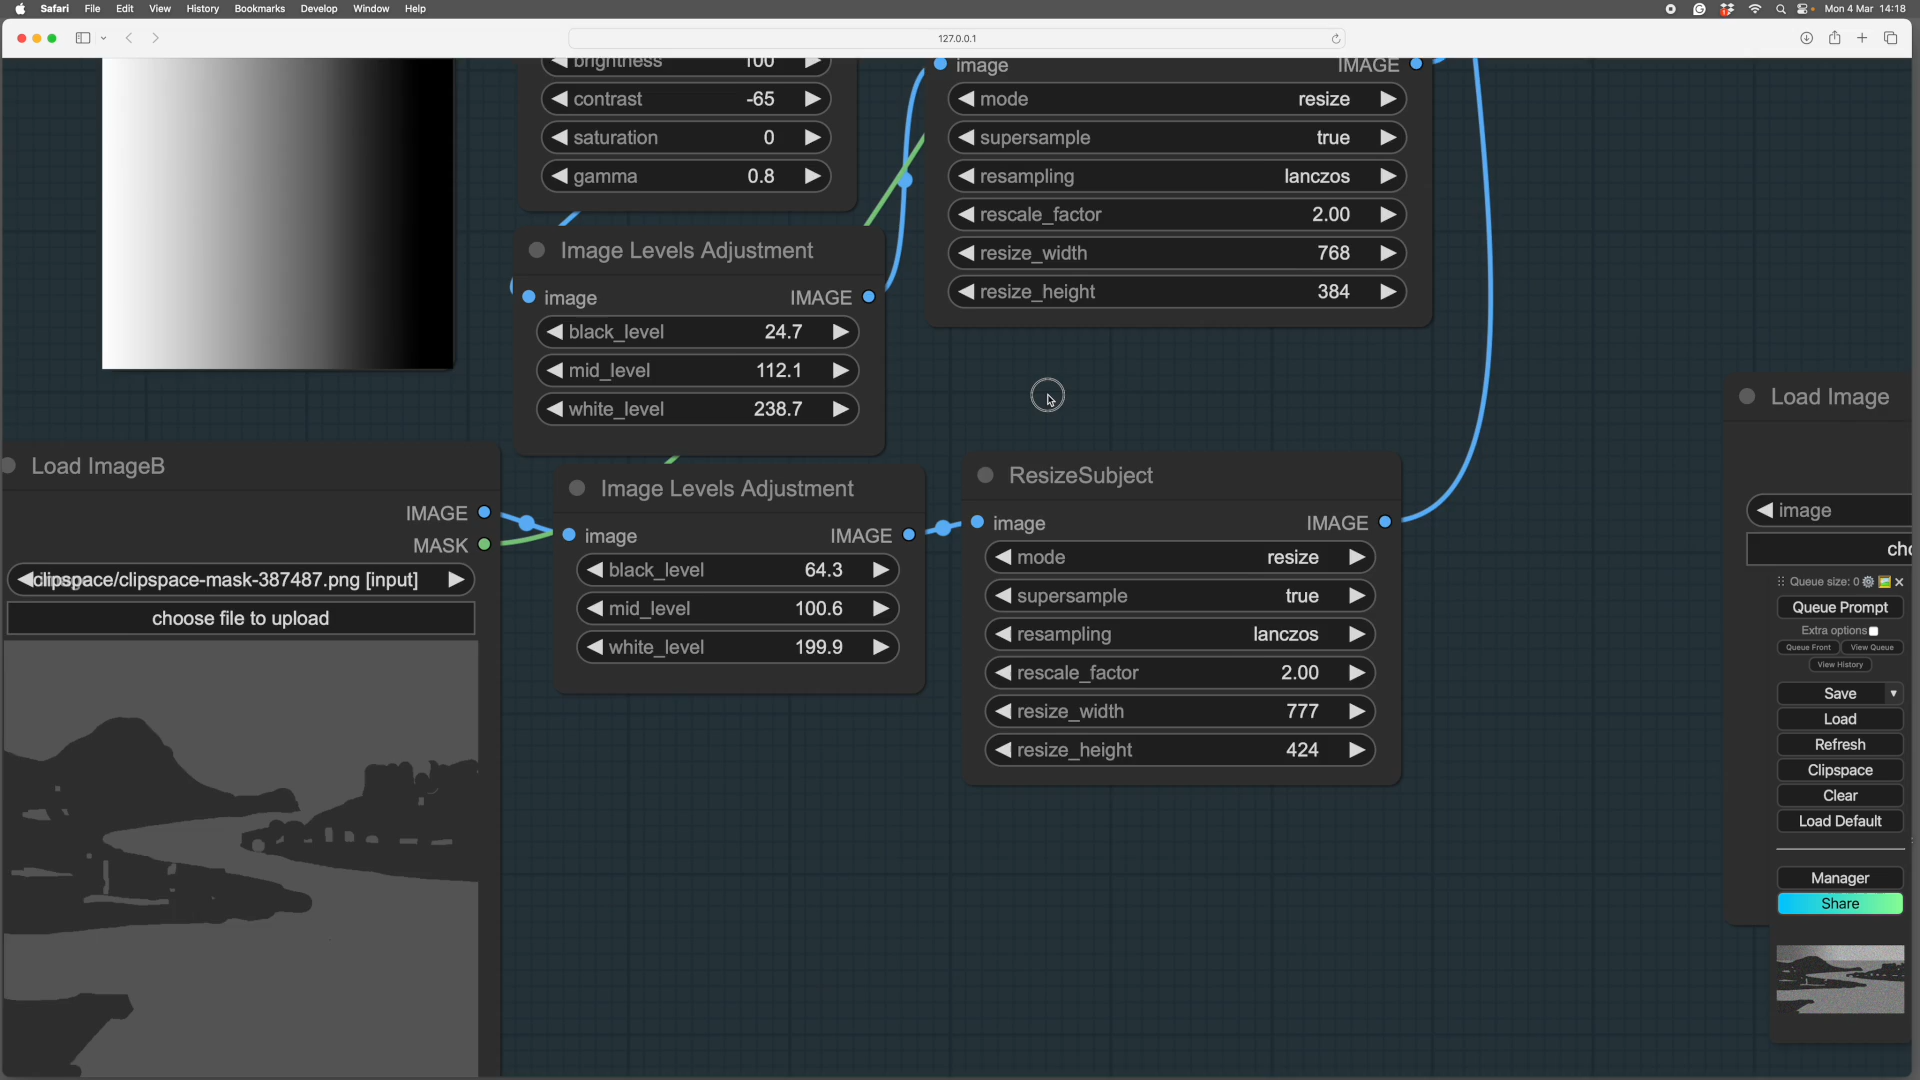 Safari File Edit View History Bookmarks Develop Window Help Mon 4 Mar 14:18
127.0.0.1
brightness 100
contrast -65
saturation 0
gamma 0.8
image IMAGE
mode resize
supersample true
resampling lanczos
rescale_factor 2.00
resize_width 768
resize_height 384
Image Levels Adjustment
image IMAGE
black_level 24.7
mid_level 112.1
white_level 238.7
Load ImageB
IMAGE
MASK
clipspace/clipspace-mask-387487.png [input]
choose file to upload
Image Levels Adjustment
image IMAGE
black_level 64.3
mid_level 100.6
white_level 199.9
ResizeSubject
image IMAGE
mode resize
supersample true
resampling lanczos
rescale_factor 2.00
resize_width 777
resize_height 424
Load Image
image
cho
Queue size: 0
Queue Prompt
Extra options
Queue Front View Queue
View History
Save
Load
Refresh
Clipspace
Clear
Load Default
Manager
Share